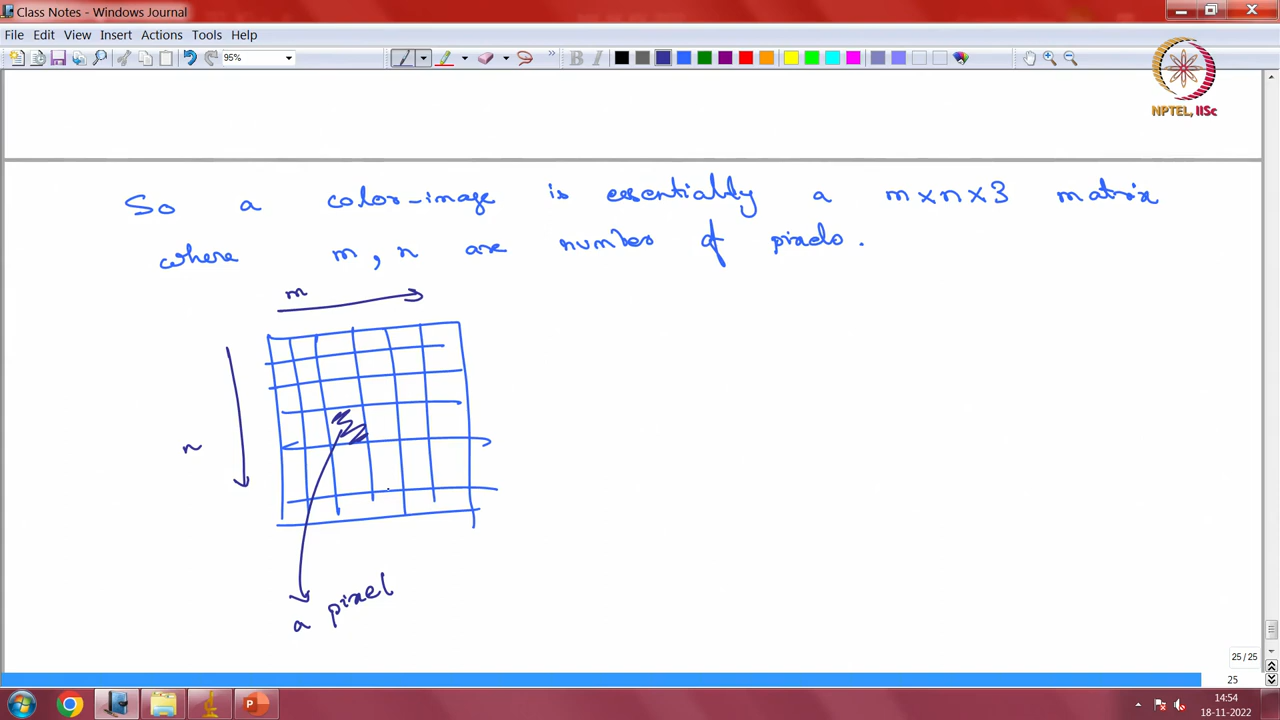 Class Notes - Windows Journal
File Edit View Insert Actions Tools Help
95%
NPTEL, IISc
So a color-image is essentially a m×n×3 matrix
where m, n are number of pixels.
m
n
a pixel
25 / 25
25
14:54
18-11-2022